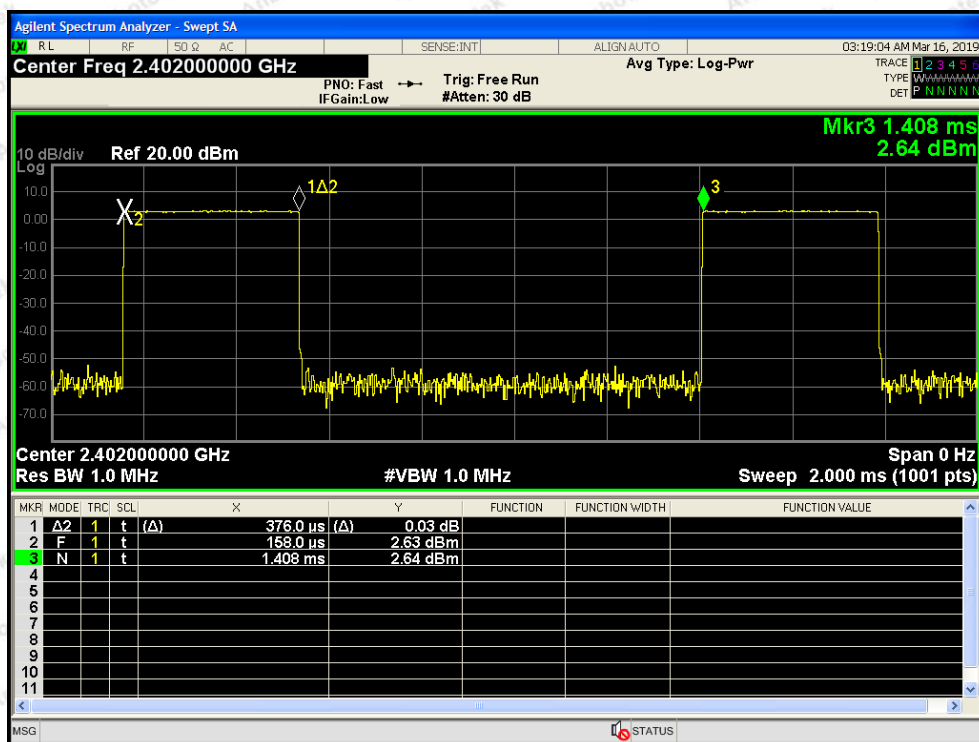 Agilent Spectrum Analyzer - Swept SA
LXI RL RF 50 Ω AC SENSE:INT ALIGN AUTO 03:19:04 AM Mar 16, 2019
Center Freq 2.402000000 GHz Avg Type: Log-Pwr TRACE 1 2 3 4 5 6
PNO: Fast Trig: Free Run TYPE WWWWWW
IFGain:Low #Atten: 30 dB DET P N N N N N
Mkr3 1.408 ms
10 dB/div Ref 20.00 dBm 2.64 dBm
Log
10.0
1Δ2
3
0.00
X2
-10.0
-20.0
-30.0
-40.0
-50.0
-60.0
-70.0
Center 2.402000000 GHz Span 0 Hz
Res BW 1.0 MHz #VBW 1.0 MHz Sweep 2.000 ms (1001 pts)
MKR MODE TRC SCL X Y FUNCTION FUNCTION WIDTH FUNCTION VALUE
1 Δ2 1 t (Δ) 376.0 µs (Δ) 0.03 dB
2 F 1 t 158.0 µs 2.63 dBm
3 N 1 t 1.408 ms 2.64 dBm
4
5
6
7
8
9
10
11
MSG STATUS